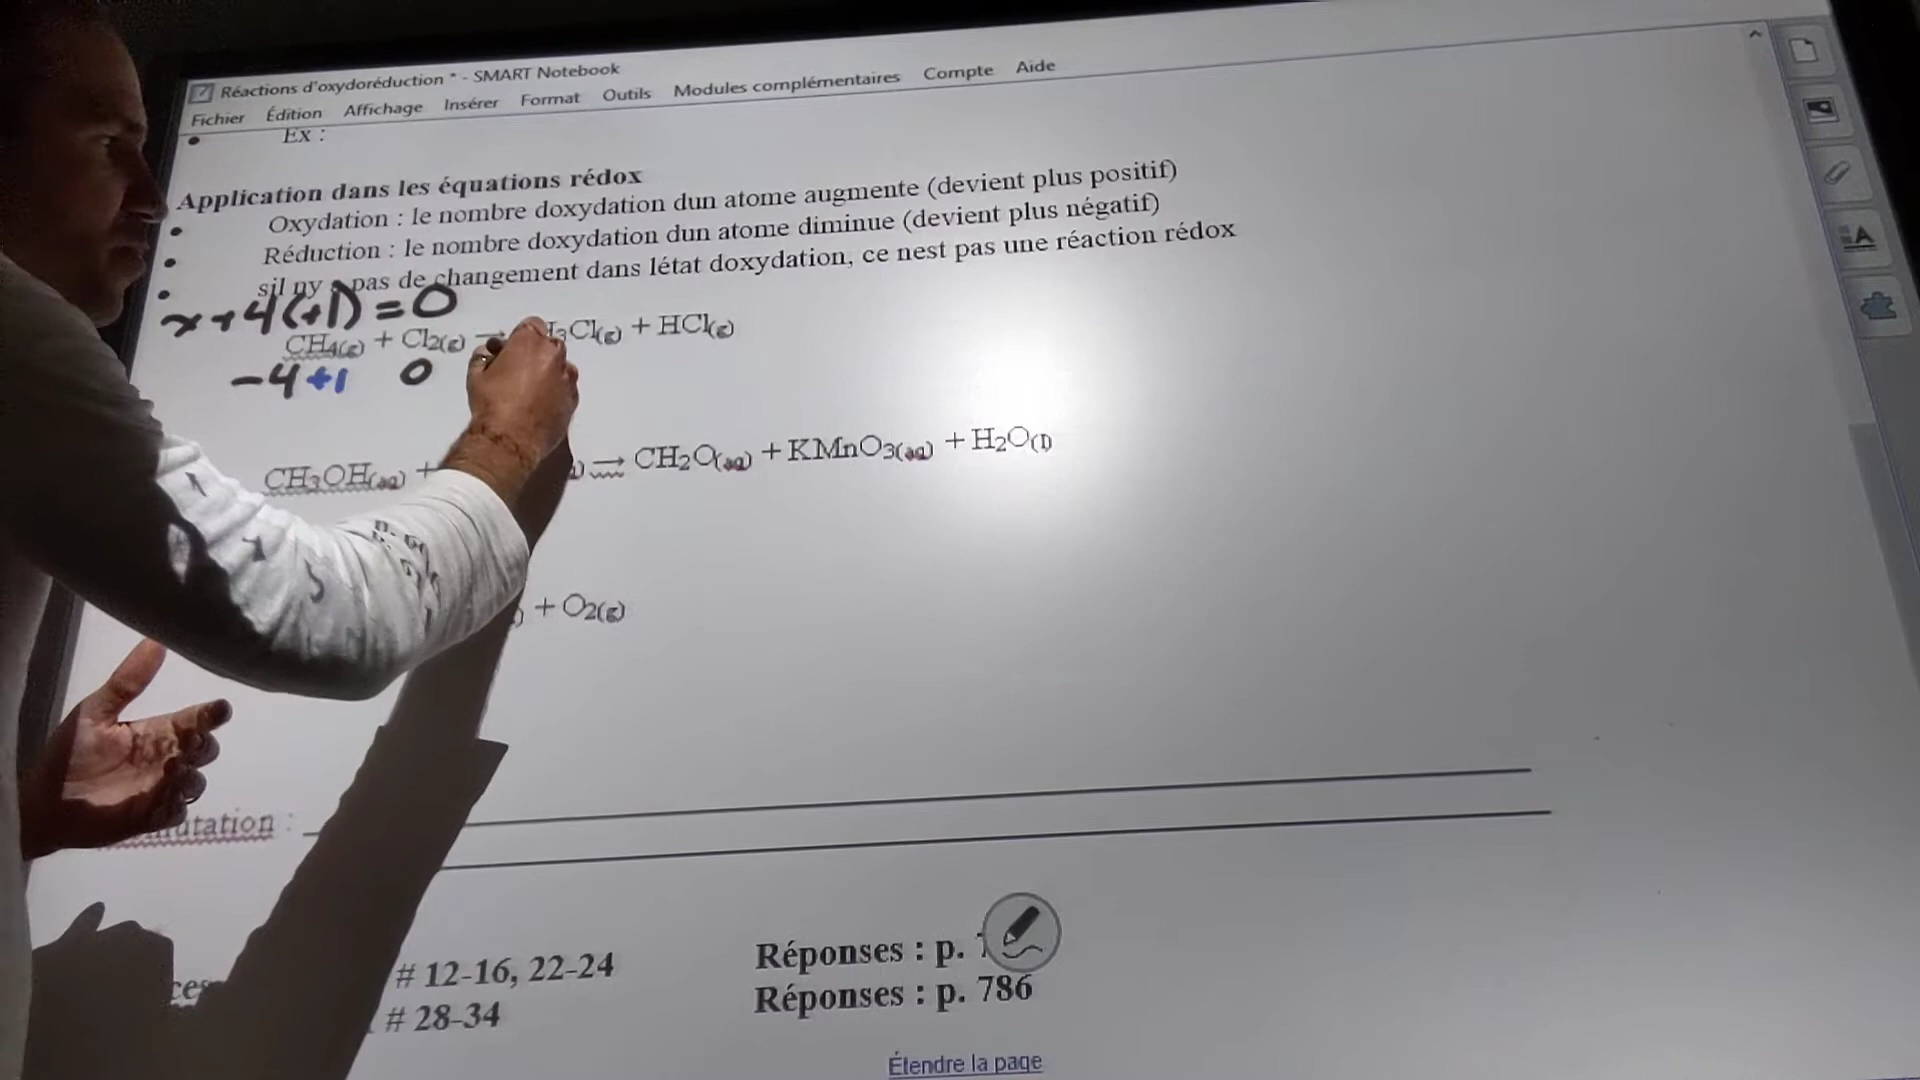 Réactions d'oxydoréduction * - SMART Notebook
Fichier Édition Affichage Insérer Format Outils Modules complémentaires Compte Aide
• Ex :
Application dans les équations rédox
• Oxydation : le nombre doxydation dun atome augmente (devient plus positif)
• Réduction : le nombre doxydation dun atome diminue (devient plus négatif)
• sil ny a pas de changement dans létat doxydation, ce nest pas une réaction rédox
x+4(+1)=0
CH4(g) + Cl2(g) → H3Cl(g) + HCl(g)
-4 +1 0
CH3OH(aq) + → CH2O(aq) + KMnO3(aq) + H2O(l)
+ O2(g)
# 12-16, 22-24 Réponses : p.
# 28-34 Réponses : p. 786
Étendre la page